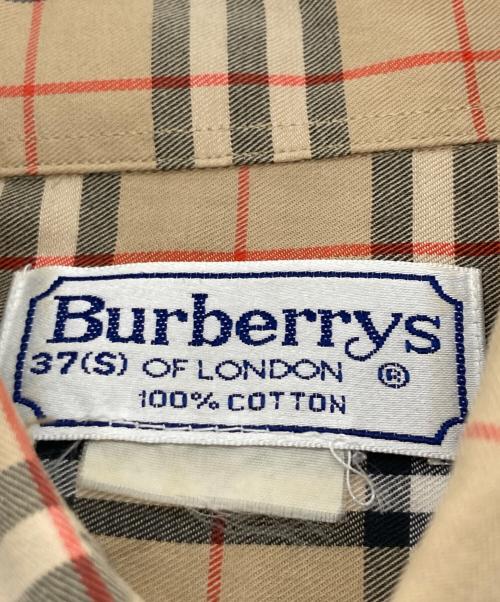 Burberrys
37(S) OF LONDON ®
100% COTTON